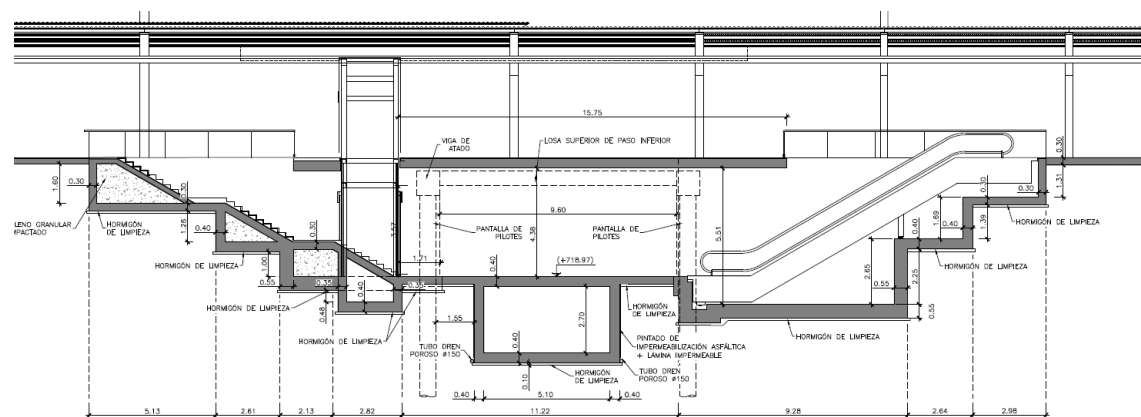 15.75
VIGA DE
ATADO
LOSA SUPERIOR DE PASO INFERIOR
0.30
1.60
0.30
LENO GRANULAR
MPACTADO
HORMIGÓN
DE LIMPIEZA
0.30
1.26
0.40
0.30
HORMIGÓN DE LIMPIEZA
1.00
0.55
0.35
HORMIGÓN DE LIMPIEZA
0.48
0.40
0.35
HORMIGÓN DE LIMPIEZA
3.57
1.71
9.60
PANTALLA DE
PILOTES
4.38
PANTALLA DE
PILOTES
5.51
0.40
(+718.97)
1.55
2.70
0.40
0.10
TUBO DREN
POROSO Ø150
HORMIGÓN
DE LIMPIEZA
HORMIGÓN
DE LIMPIEZA
PINTADO DE
IMPERMEABILIZACIÓN ASFÁLTICA
+ LÁMINA IMPERMEABLE
TUBO DREN
POROSO Ø150
0.40
5.10
0.40
0.30
1.31
0.30
0.30
HORMIGÓN DE LIMPIEZA
1.69
0.40
1.39
0.40
HORMIGÓN DE LIMPIEZA
2.65
2.25
0.55
0.55
HORMIGÓN DE LIMPIEZA
5.13
2.61
2.13
2.82
11.22
9.28
2.64
2.98